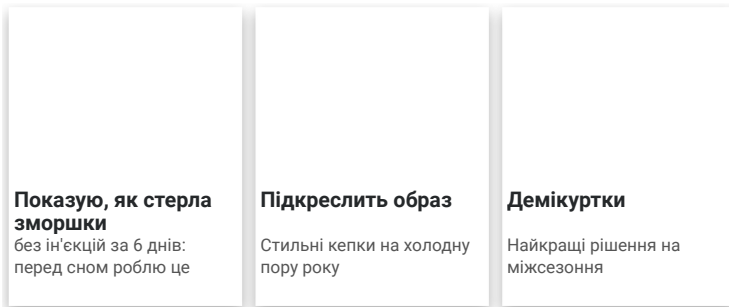 Показую, як стерла
зморшки
без ін'єкцій за 6 днів:
перед сном роблю це
Підкреслить образ
Стильні кепки на холодну
пору року
Демікуртки
Найкращі рішення на
міжсезоння